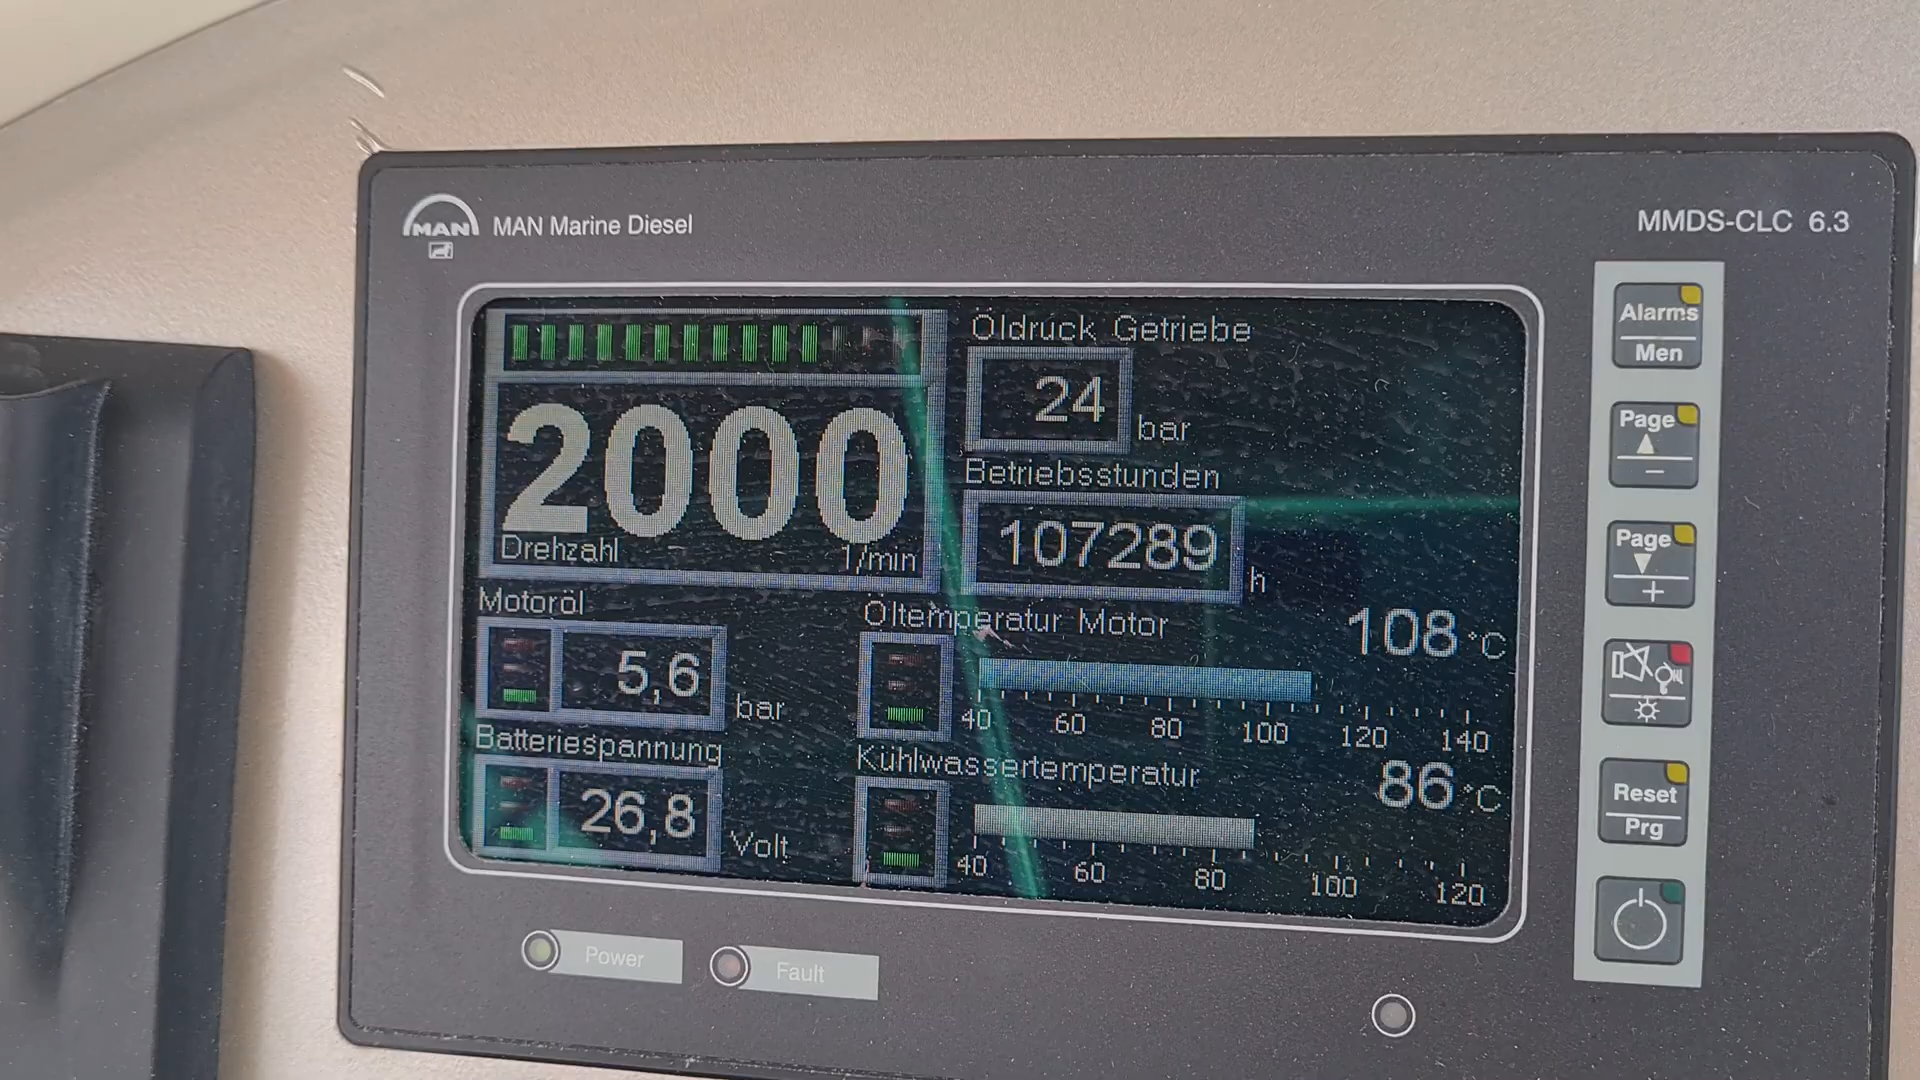 MAN
MAN Marine Diesel
MMDS-CLC 6.3
2000
Drehzahl 1/min
Öldruck Getriebe
24 bar
Betriebsstunden
107289 h
Motoröl
5,6 bar
Öltemperatur Motor 108 °C
40 60 80 100 120 140
Batteriespannung
26,8 Volt
Kühlwassertemperatur 86 °C
40 60 80 100 120
Power
Fault
Alarms
Men
Page
−
Page
+
Reset
Prg